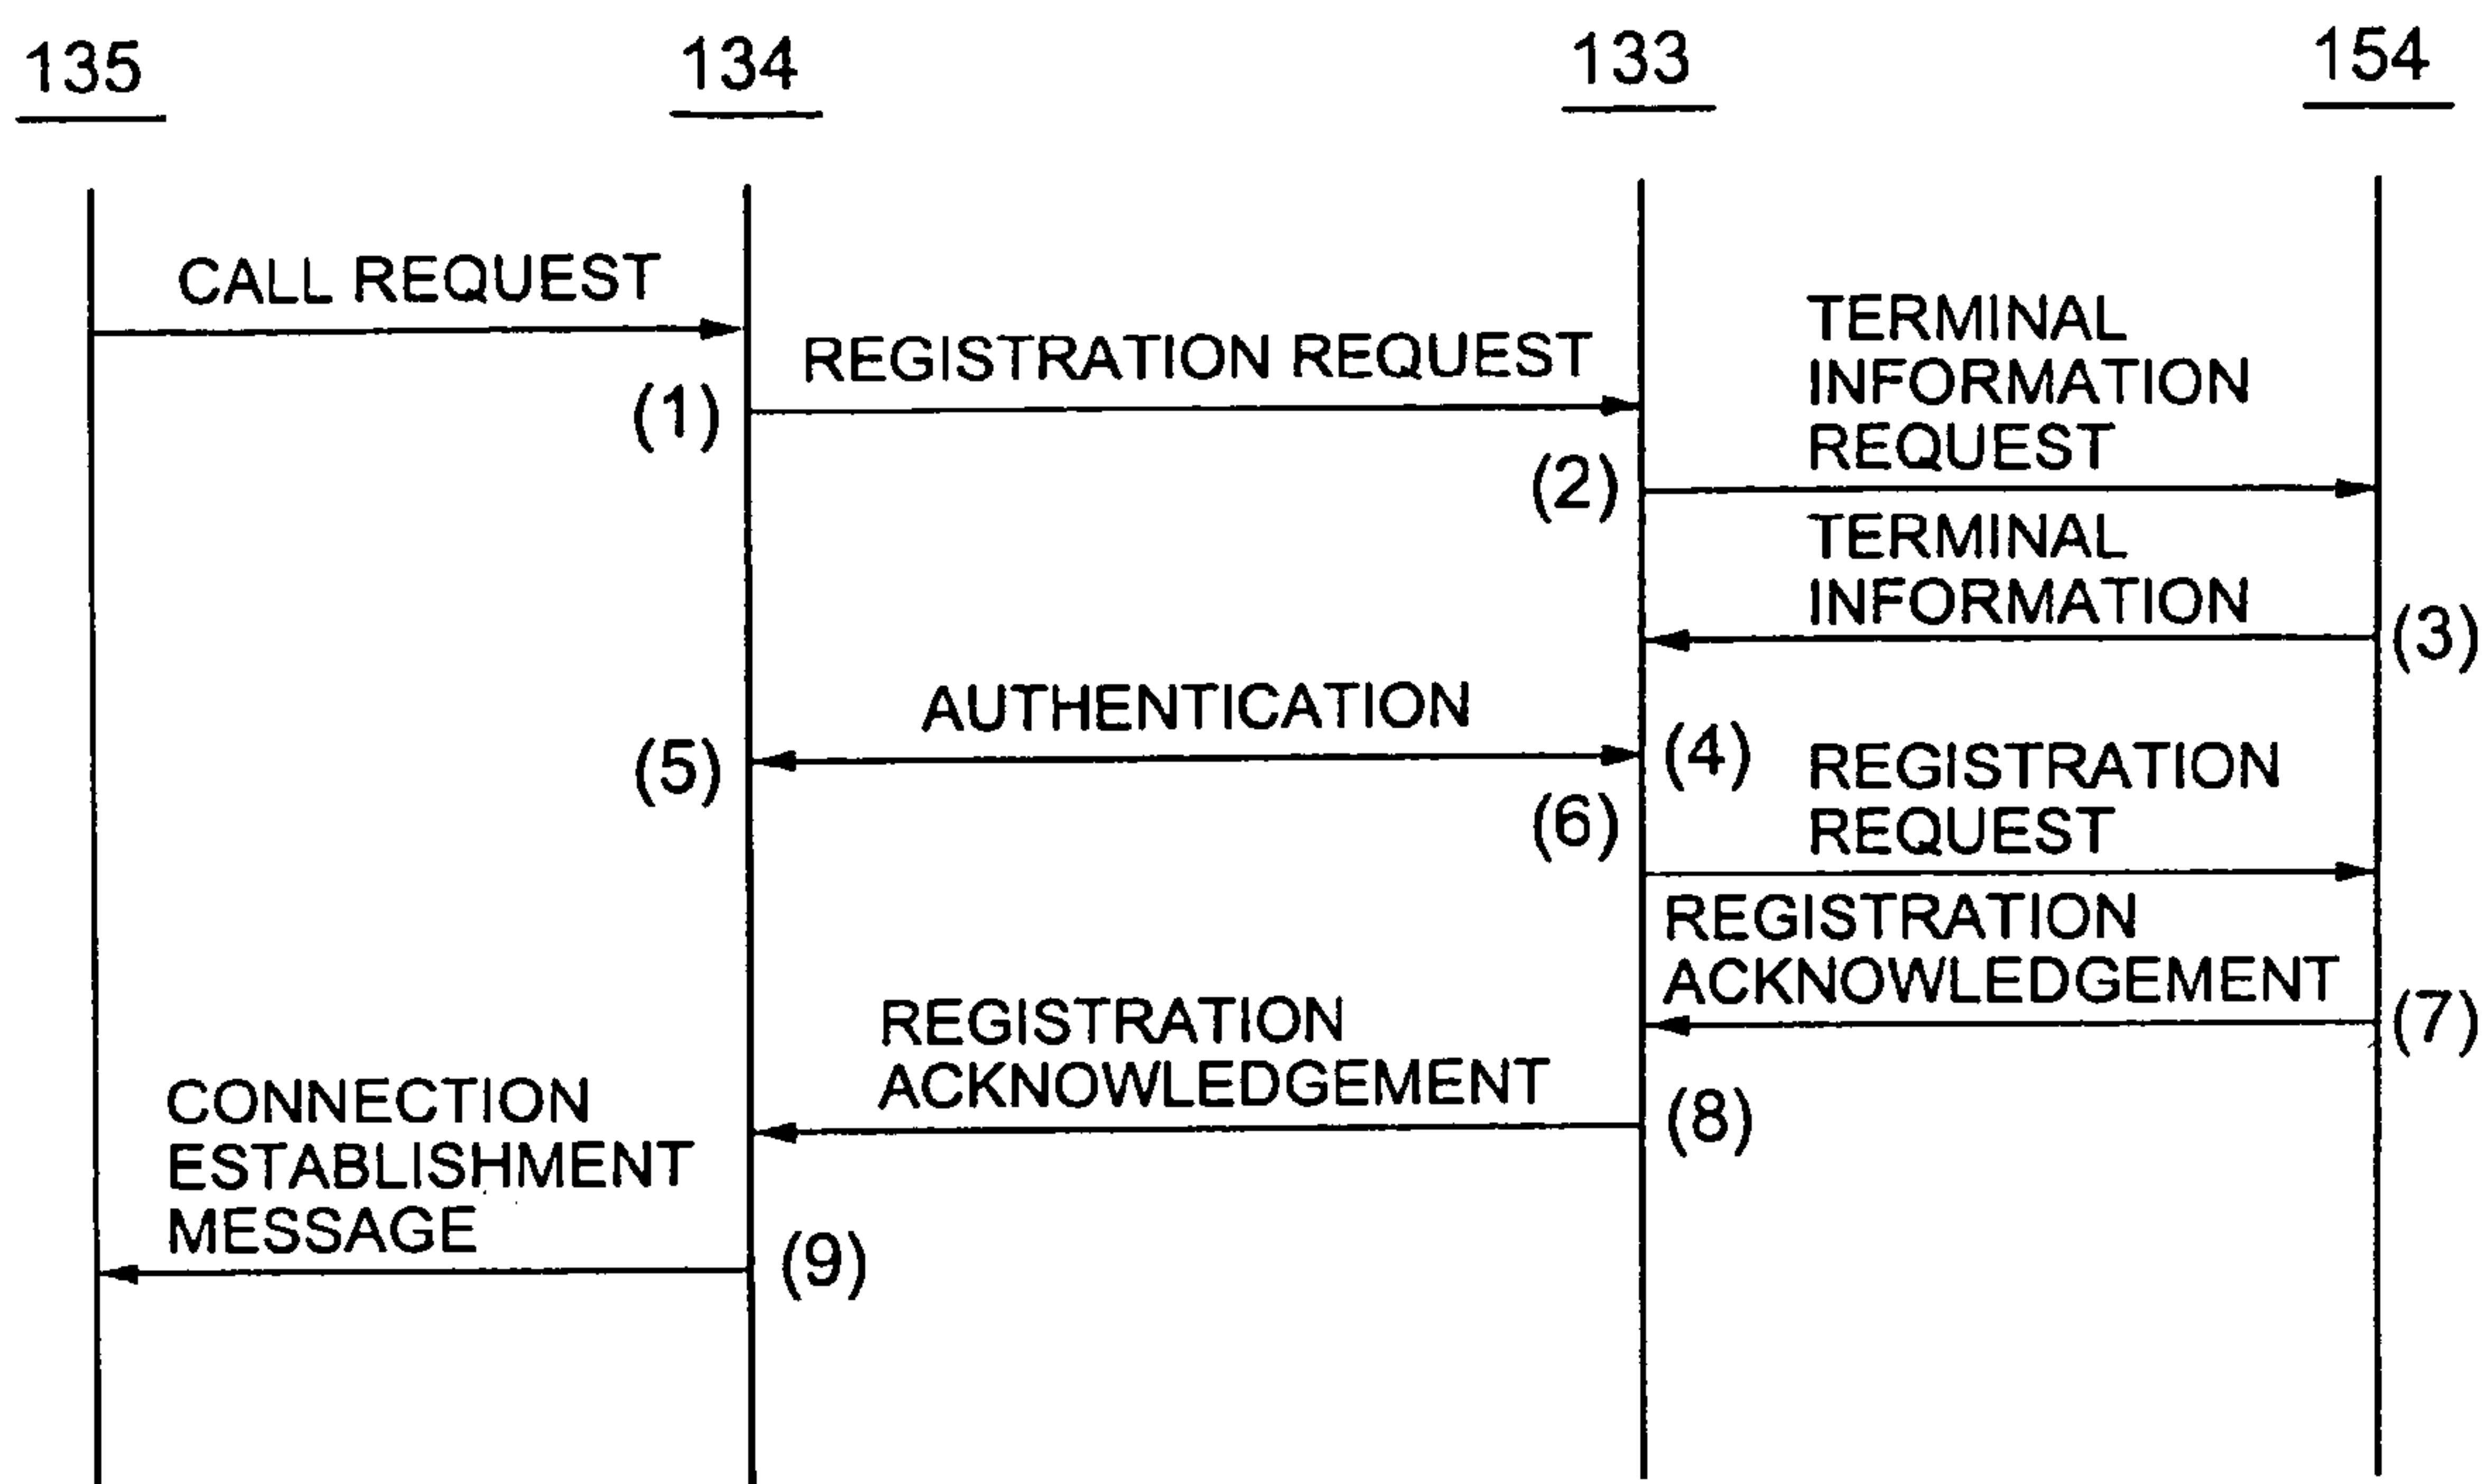 135
134
133
154
CALL REQUEST
REGISTRATION REQUEST
(1)
TERMINAL
INFORMATION
REQUEST
(2)
TERMINAL
INFORMATION
(3)
AUTHENTICATION
(5)
(4)
(6)
REGISTRATION
REQUEST
REGISTRATION
ACKNOWLEDGEMENT
(7)
REGISTRATION
ACKNOWLEDGEMENT
(8)
CONNECTION
ESTABLISHMENT
MESSAGE
(9)